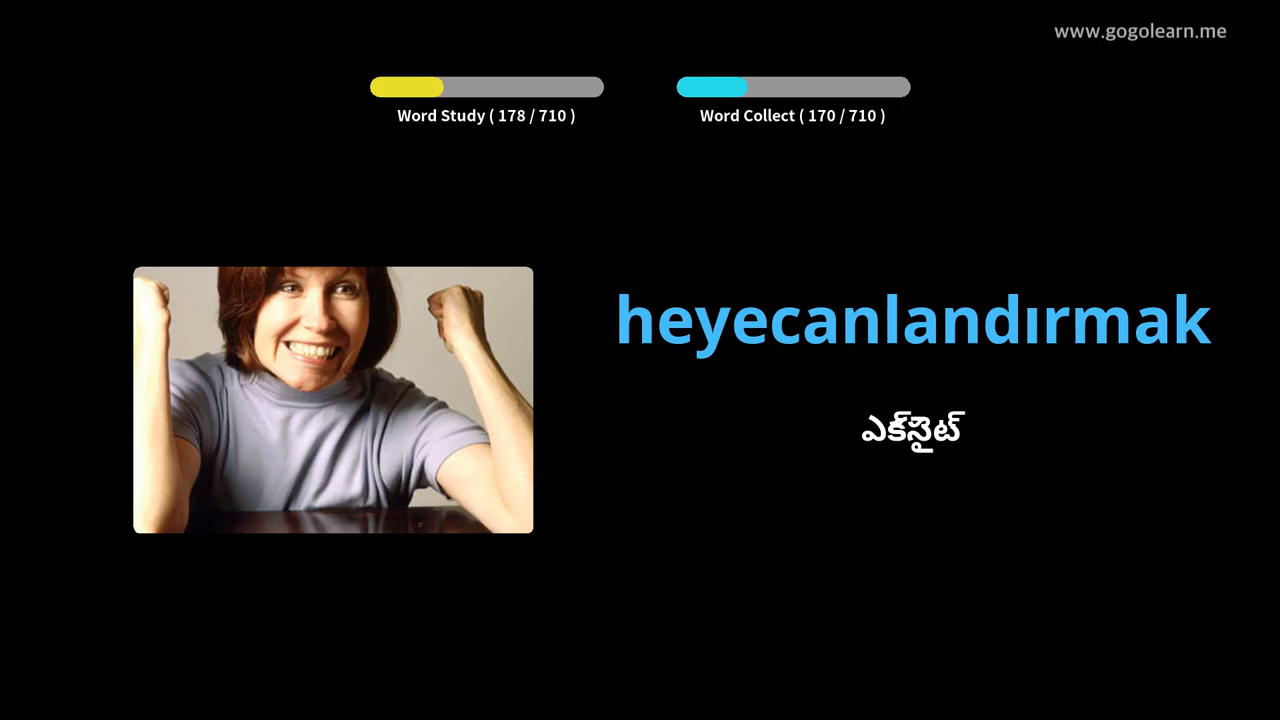 www.gogolearn.me
Word Study ( 178 / 710 )
Word Collect ( 170 / 710 )
heyecanlandırmak
ఎక్‌సైట్